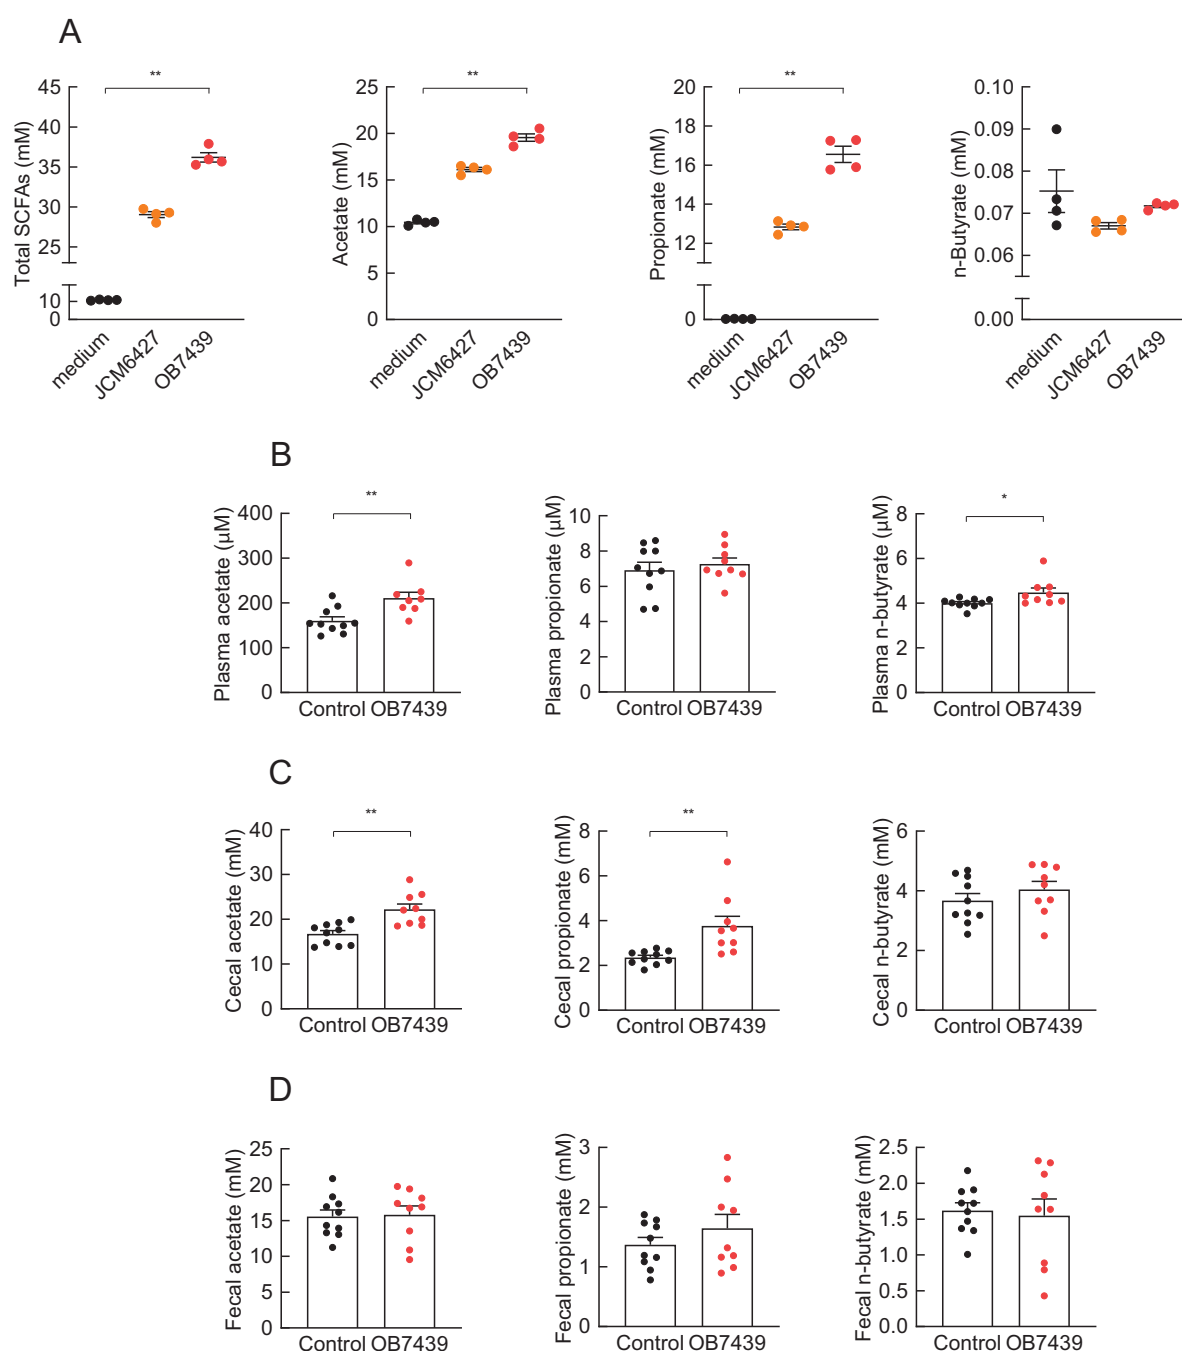 A
** ** **
Total SCFAs (mM)
45
40
35
30
25
10
0
medium
JCM6427
OB7439
Acetate (mM)
25
20
15
10
5
0
medium
JCM6427
OB7439
Propionate (mM)
20
18
16
14
12
0
medium
JCM6427
OB7439
n-Butyrate (mM)
0.10
0.09
0.08
0.07
0.06
0.00
medium
JCM6427
OB7439
B
**
Plasma acetate (µM)
400
300
200
100
0
Control OB7439
Plasma propionate (µM)
10
8
6
4
2
0
Control OB7439
*
Plasma n-butyrate (µM)
8
6
4
2
0
Control OB7439
C
**
Cecal acetate (mM)
40
30
20
10
0
Control OB7439
**
Cecal propionate (mM)
8
6
4
2
0
Control OB7439
Cecal n-butyrate (mM)
6
4
2
0
Control OB7439
D
Fecal acetate (mM)
25
20
15
10
5
0
Control OB7439
Fecal propionate (mM)
3
2
1
0
Control OB7439
Fecal n-butyrate (mM)
2.5
2.0
1.5
1.0
0.5
0.0
Control OB7439